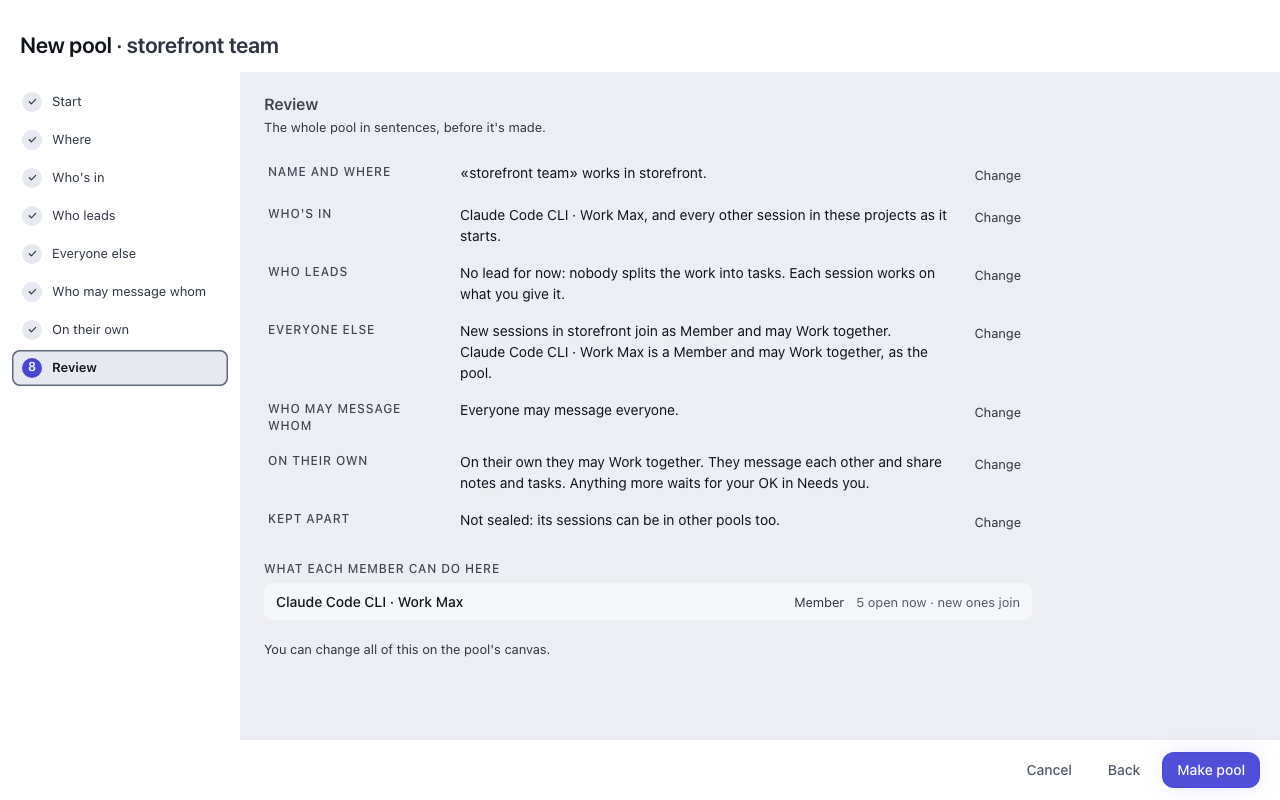 New pool · storefront team
Start
Where
Who's in
Who leads
Everyone else
Who may message whom
On their own
8 Review
Review
The whole pool in sentences, before it's made.
NAME AND WHERE
«storefront team» works in storefront.
Change
WHO'S IN
Claude Code CLI · Work Max, and every other session in these projects as it
starts.
Change
WHO LEADS
No lead for now: nobody splits the work into tasks. Each session works on
what you give it.
Change
EVERYONE ELSE
New sessions in storefront join as Member and may Work together.
Claude Code CLI · Work Max is a Member and may Work together, as the
pool.
Change
WHO MAY MESSAGE
WHOM
Everyone may message everyone.
Change
ON THEIR OWN
On their own they may Work together. They message each other and share
notes and tasks. Anything more waits for your OK in Needs you.
Change
KEPT APART
Not sealed: its sessions can be in other pools too.
Change
WHAT EACH MEMBER CAN DO HERE
Claude Code CLI · Work Max
Member
5 open now · new ones join
You can change all of this on the pool's canvas.
Cancel
Back
Make pool